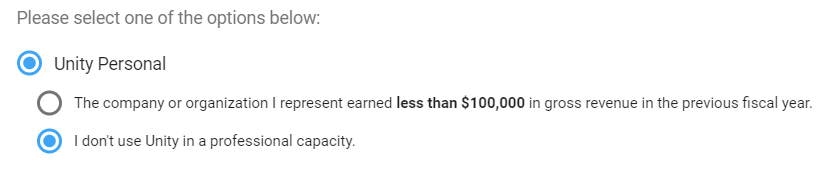 Please select one of the options below:
Unity Personal
The company or organization I represent earned less than $100,000 in gross revenue in the previous fiscal year.
I don't use Unity in a professional capacity.